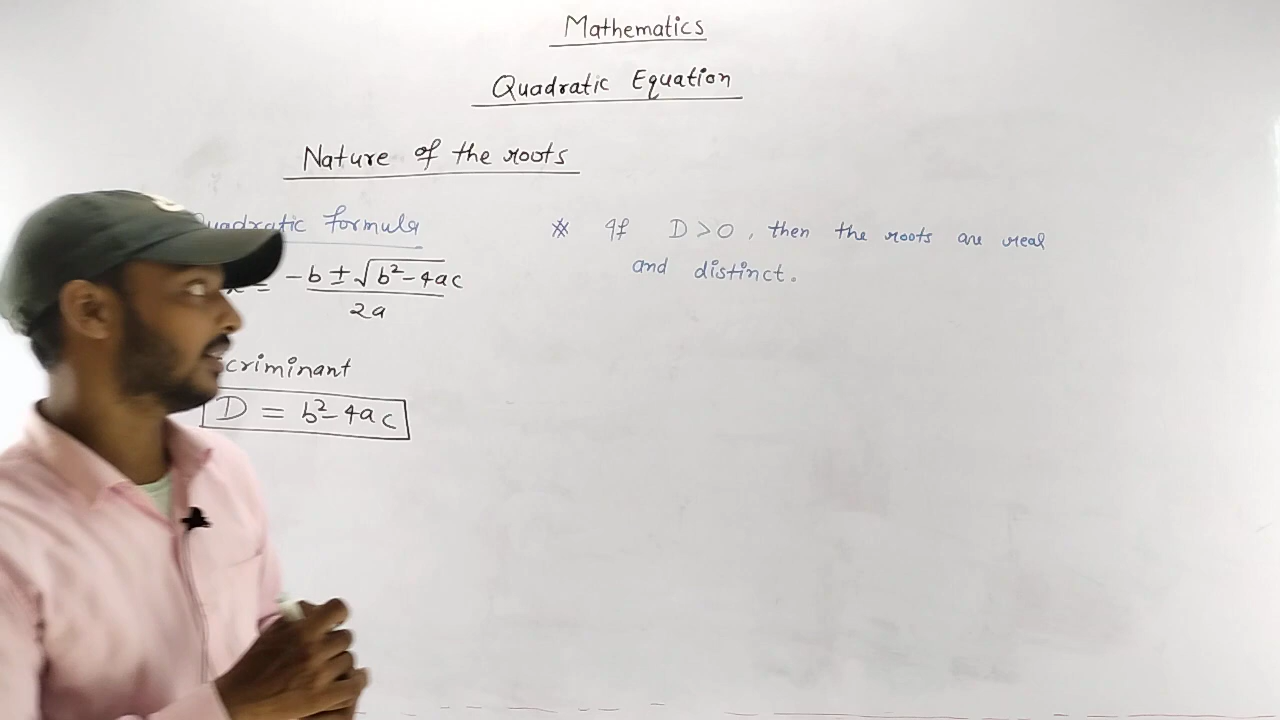 Mathematics
Quadratic Equation
Nature of the roots
Quadratic formula
x = -b ± √b²-4ac
2a
criminant
D = b²-4ac
* If D>0, then the roots are real
and distinct.